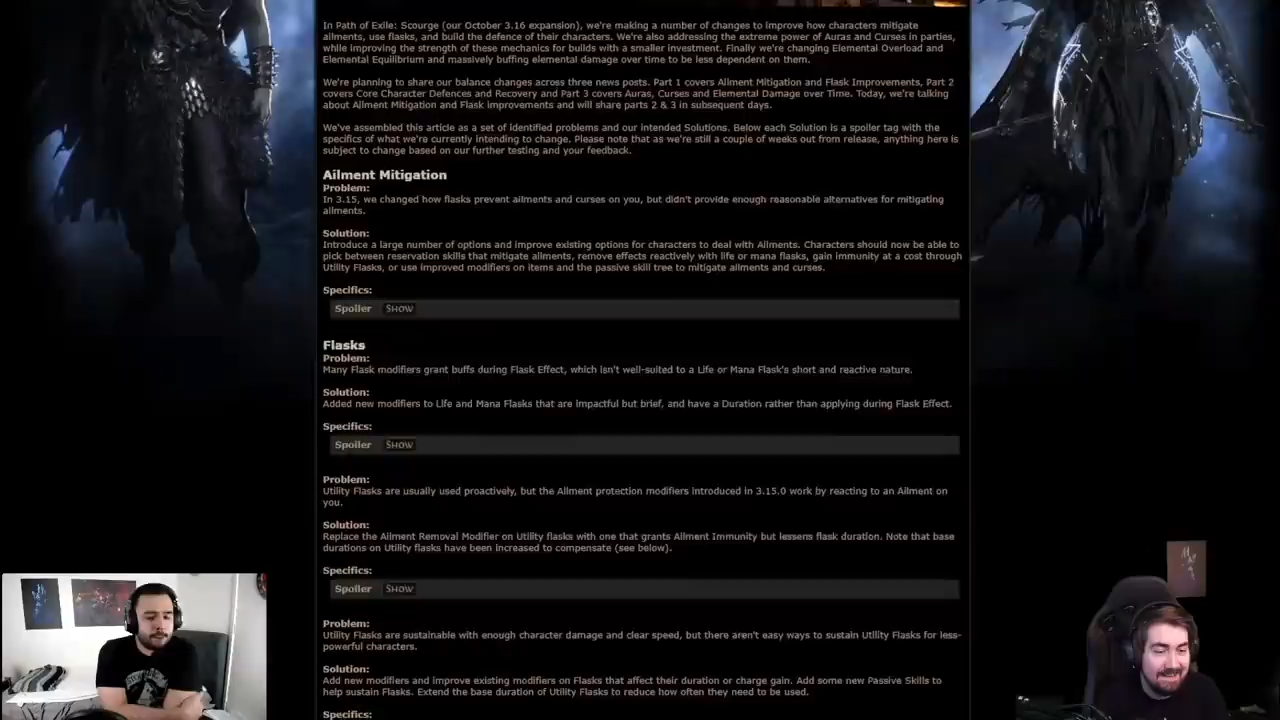 In Path of Exile: Scourge (our October 3.16 expansion), we're making a number of changes to improve how characters mitigate
ailments, use flasks, and build the defence of their characters. We're also addressing the extreme power of Auras and Curses in parties,
while improving the strength of these mechanics for builds with a smaller investment. Finally we're changing Elemental Overload and
Elemental Equilibrium and massively buffing elemental damage over time to be less dependent on them.
We're planning to share our balance changes across three news posts. Part 1 covers Ailment Mitigation and Flask Improvements, Part 2
covers Core Character Defences and Recovery and Part 3 covers Auras, Curses and Elemental Damage over Time. Today, we're talking
about Ailment Mitigation and Flask improvements and will share parts 2 & 3 in subsequent days.
We've assembled this article as a set of identified problems and our intended Solutions. Below each Solution is a spoiler tag with the
specifics of what we're currently intending to change. Please note that as we're still a couple of weeks out from release, anything here is
subject to change based on our further testing and your feedback.
Ailment Mitigation
Problem:
In 3.15, we changed how flasks prevent ailments and curses on you, but didn't provide enough reasonable alternatives for mitigating
ailments.
Solution:
Introduce a large number of options and improve existing options for characters to deal with Ailments. Characters should now be able to
pick between reservation skills that mitigate ailments, remove effects reactively with life or mana flasks, gain immunity at a cost through
Utility Flasks, or use improved modifiers on items and the passive skill tree to mitigate ailments and curses.
Specifics:
Spoiler SHOW
Flasks
Problem:
Many Flask modifiers grant buffs during Flask Effect, which isn't well-suited to a Life or Mana Flask's short and reactive nature.
Solution:
Added new modifiers to Life and Mana Flasks that are impactful but brief, and have a Duration rather than applying during Flask Effect.
Specifics:
Spoiler SHOW
Problem:
Utility Flasks are usually used proactively, but the Ailment protection modifiers introduced in 3.15.0 work by reacting to an Ailment on
you.
Solution:
Replace the Ailment Removal Modifier on Utility flasks with one that grants Ailment Immunity but lessens flask duration. Note that base
durations on Utility flasks have been increased to compensate (see below).
Specifics:
Spoiler SHOW
Problem:
Utility Flasks are sustainable with enough character damage and clear speed, but there aren't easy ways to sustain Utility Flasks for less-
powerful characters.
Solution:
Add new modifiers and improve existing modifiers on Flasks that affect their duration or charge gain. Add some new Passive Skills to
help sustain Flasks. Extend the base duration of Utility Flasks to reduce how often they need to be used.
Specifics: